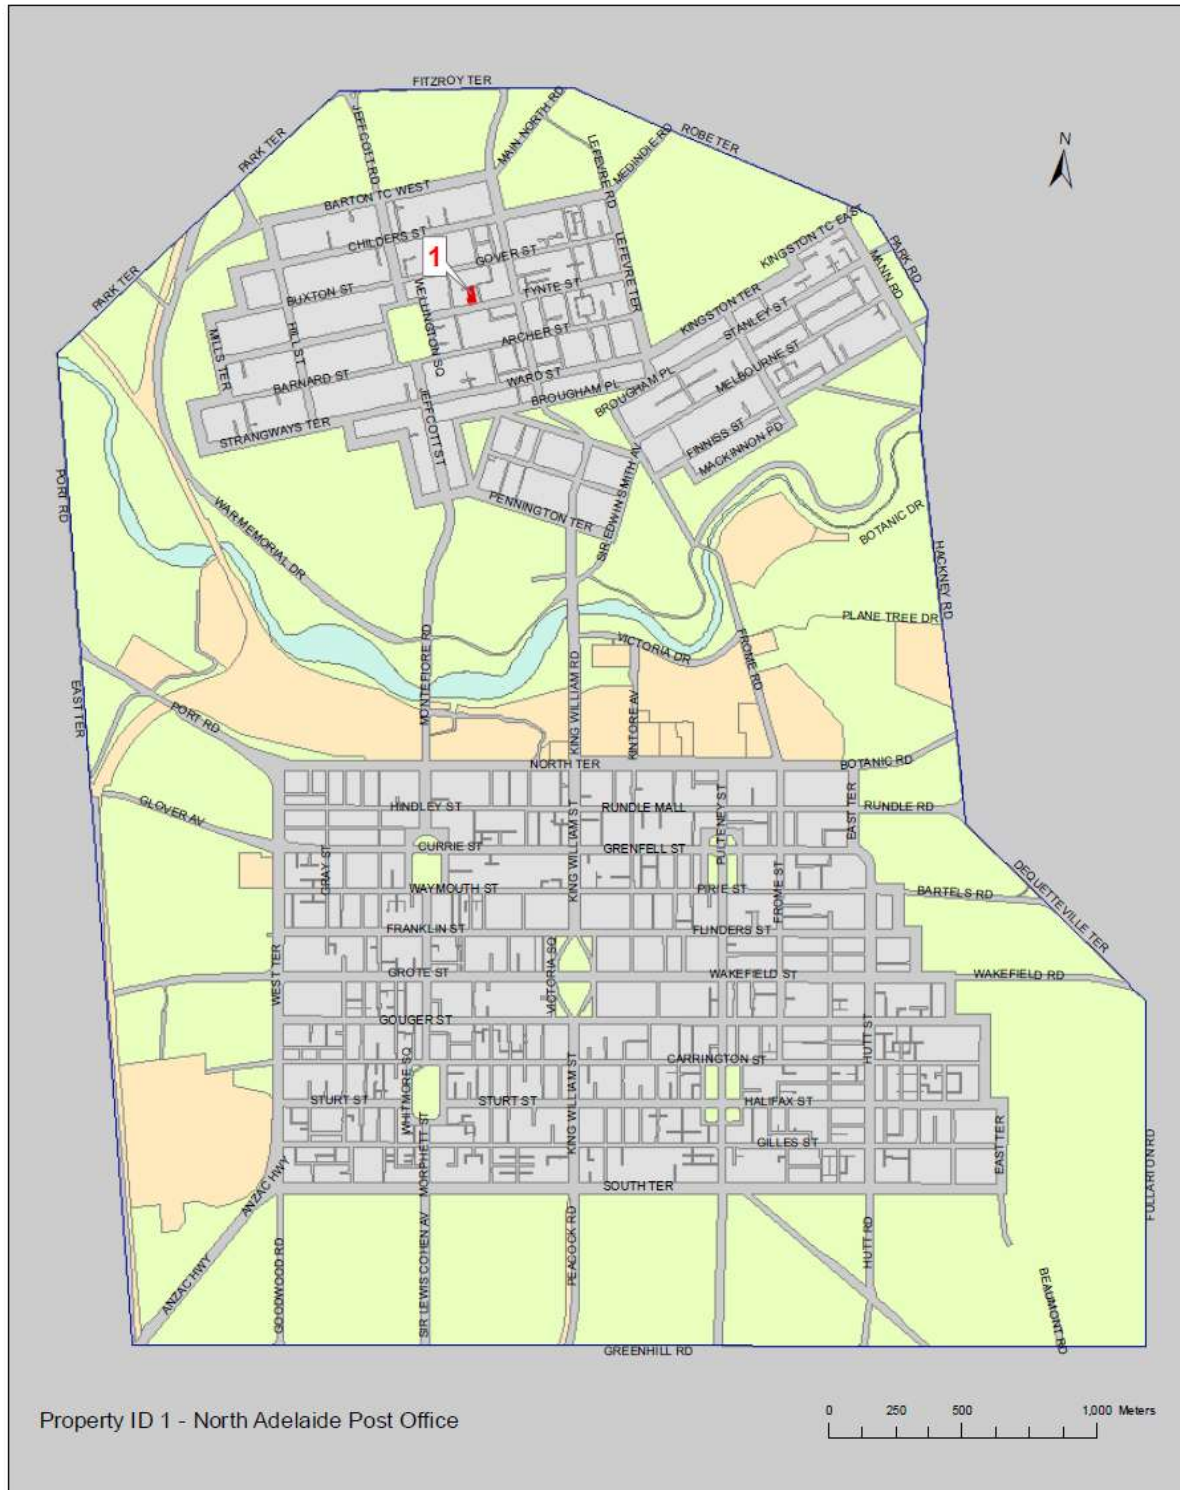 FITZROY TER
JEFFCOTT RD
MAIN NORTH RD
LEFEVRE RD
MEDINDIE RD
ROBE TER
N
PARK TER
BARTON TC WEST
CHILDERS ST
1
GOVER ST
LEFEVRE TER
KINGSTON TC EAST
PARK RD
MANN RD
PARK TER
BUXTON ST
WELLINGTON SQ
TYNTE ST
KINGSTON TER
STANLEY ST
MILLS TER
HILL ST
ARCHER ST
MELBOURNE ST
BARNARD ST
WARD ST
BROUGHAM PL
BROUGHAM PL
JEFFCOTT ST
STRANGWAYS TER
FINNISS ST
MACKINNON PD
PORT RD
WAR MEMORIAL DR
PENNINGTON TER
SIR EDWIN SMITH AV
BOTANIC DR
HACKNEY RD
PLANE TREE DR
MONTEFIORE RD
VICTORIA DR
FROME RD
EAST TER
PORT RD
KING WILLIAM RD
KINTORE AV
NORTH TER
BOTANIC RD
GLOVER AV
HINDLEY ST
RUNDLE MALL
PULTENEY ST
EAST TER
RUNDLE RD
CURRIE ST
KING WILLIAM ST
GRENFELL ST
GRAY ST
WAYMOUTH ST
PIRIE ST
FROME ST
BARTELS RD
DEQUETTEVILLE TER
FRANKLIN ST
FLINDERS ST
WEST TER
GROTE ST
VICTORIA SQ
WAKEFIELD ST
WAKEFIELD RD
GOUGER ST
HUTT ST
WHITMORE SQ
CARRINGTON ST
STURT ST
STURT ST
KING WILLIAM ST
HALIFAX ST
GILLES ST
EAST TER
FULLARTON RD
MORPHETT ST
ANZAC HWY
SOUTH TER
GOODWOOD RD
SIR LEWIS COHEN AV
PEACOCK RD
HUTT RD
ANZAC HWY
BEAUMONT RD
GREENHILL RD
Property ID 1 - North Adelaide Post Office
0 250 500 1,000 Meters